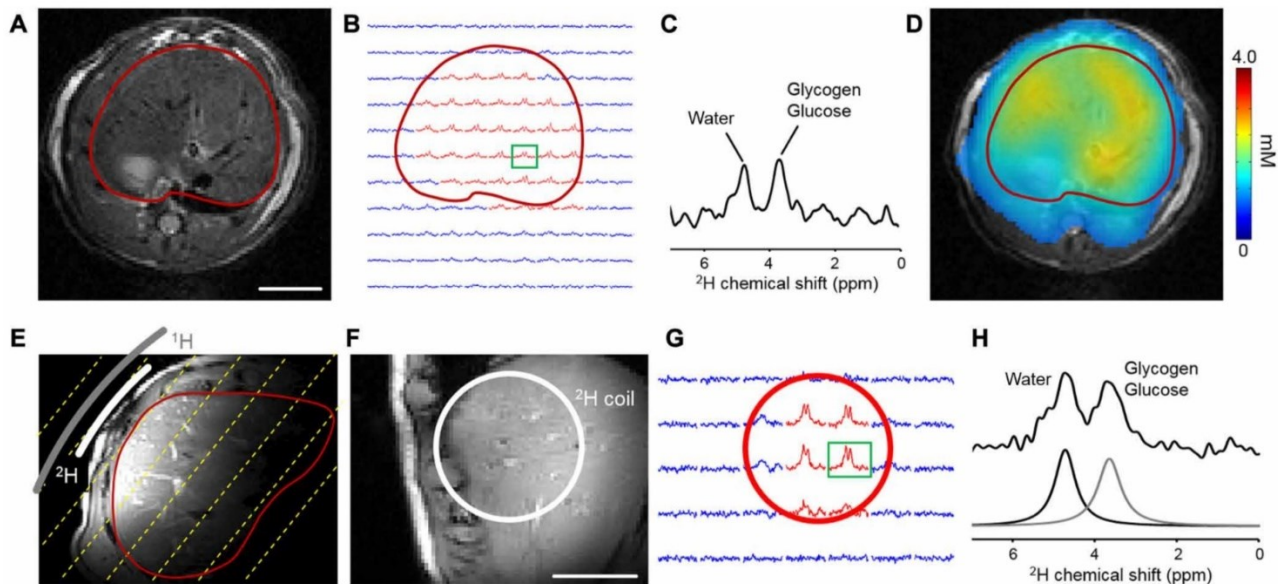 A
B
C
D
Water
Glycogen
Glucose
6
4
2
0
²H chemical shift (ppm)
4.0
mM
0
E
F
G
H
¹H
²H
²H coil
Water
Glycogen
Glucose
6
4
2
0
²H chemical shift (ppm)